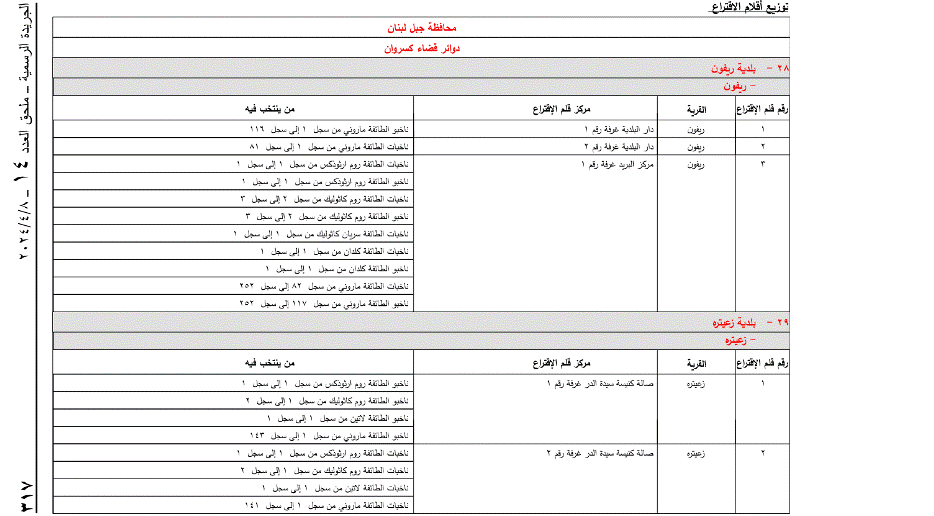 توزيع أقلام الاقتراع
محافظة جبل لبنان
دوائر قضاء كسروان
٢٨ - بلدية ريفون
- ريفون
رقم قلم الإقتراع القرية مركز قلم الإقتراع من ينتخب فيه
١ ريفون دار البلدية غرفة رقم ١ ناخبو الطائفة ماروني من سجل ١ إلى سجل ١١٦
٢ ريفون دار البلدية غرفة رقم ٢ ناخبات الطائفة ماروني من سجل ١ إلى سجل ٨١
٣ ريفون مركز البريد غرفة رقم ١ ناخبات الطائفة روم ارثوذكس من سجل ١ إلى سجل ١
ناخبو الطائفة روم ارثوذكس من سجل ١ إلى سجل ١
ناخبات الطائفة روم كاثوليك من سجل ٢ إلى سجل ٣
ناخبو الطائفة روم كاثوليك من سجل ٢ إلى سجل ٣
ناخبات الطائفة سريان كاثوليك من سجل ١ إلى سجل ١
ناخبات الطائفة كلدان من سجل ١ إلى سجل ١
ناخبو الطائفة كلدان من سجل ١ إلى سجل ١
ناخبات الطائفة ماروني من سجل ٨٢ إلى سجل ٢٥٢
ناخبو الطائفة ماروني من سجل ١١٧ إلى سجل ٢٥٢
٢٩ - بلدية زعيتره
- زعيتره
رقم قلم الإقتراع القرية مركز قلم الإقتراع من ينتخب فيه
١ زعيتره صالة كنيسة سيدة الدر غرفة رقم ١ ناخبو الطائفة روم ارثوذكس من سجل ١ إلى سجل ١
ناخبو الطائفة روم كاثوليك من سجل ١ إلى سجل ٢
ناخبو الطائفة لاتين من سجل ١ إلى سجل ١
ناخبو الطائفة ماروني من سجل ١ إلى سجل ١٤٣
٢ زعيتره صالة كنيسة سيدة الدر غرفة رقم ٢ ناخبات الطائفة روم ارثوذكس من سجل ١ إلى سجل ١
ناخبات الطائفة روم كاثوليك من سجل ١ إلى سجل ٢
ناخبات الطائفة لاتين من سجل ١ إلى سجل ١
ناخبات الطائفة ماروني من سجل ١ إلى سجل ١٤١
الجريدة الرسمية – ملحق العدد ١٤ – ٢٠٢٤/٤/٨
٣١٧